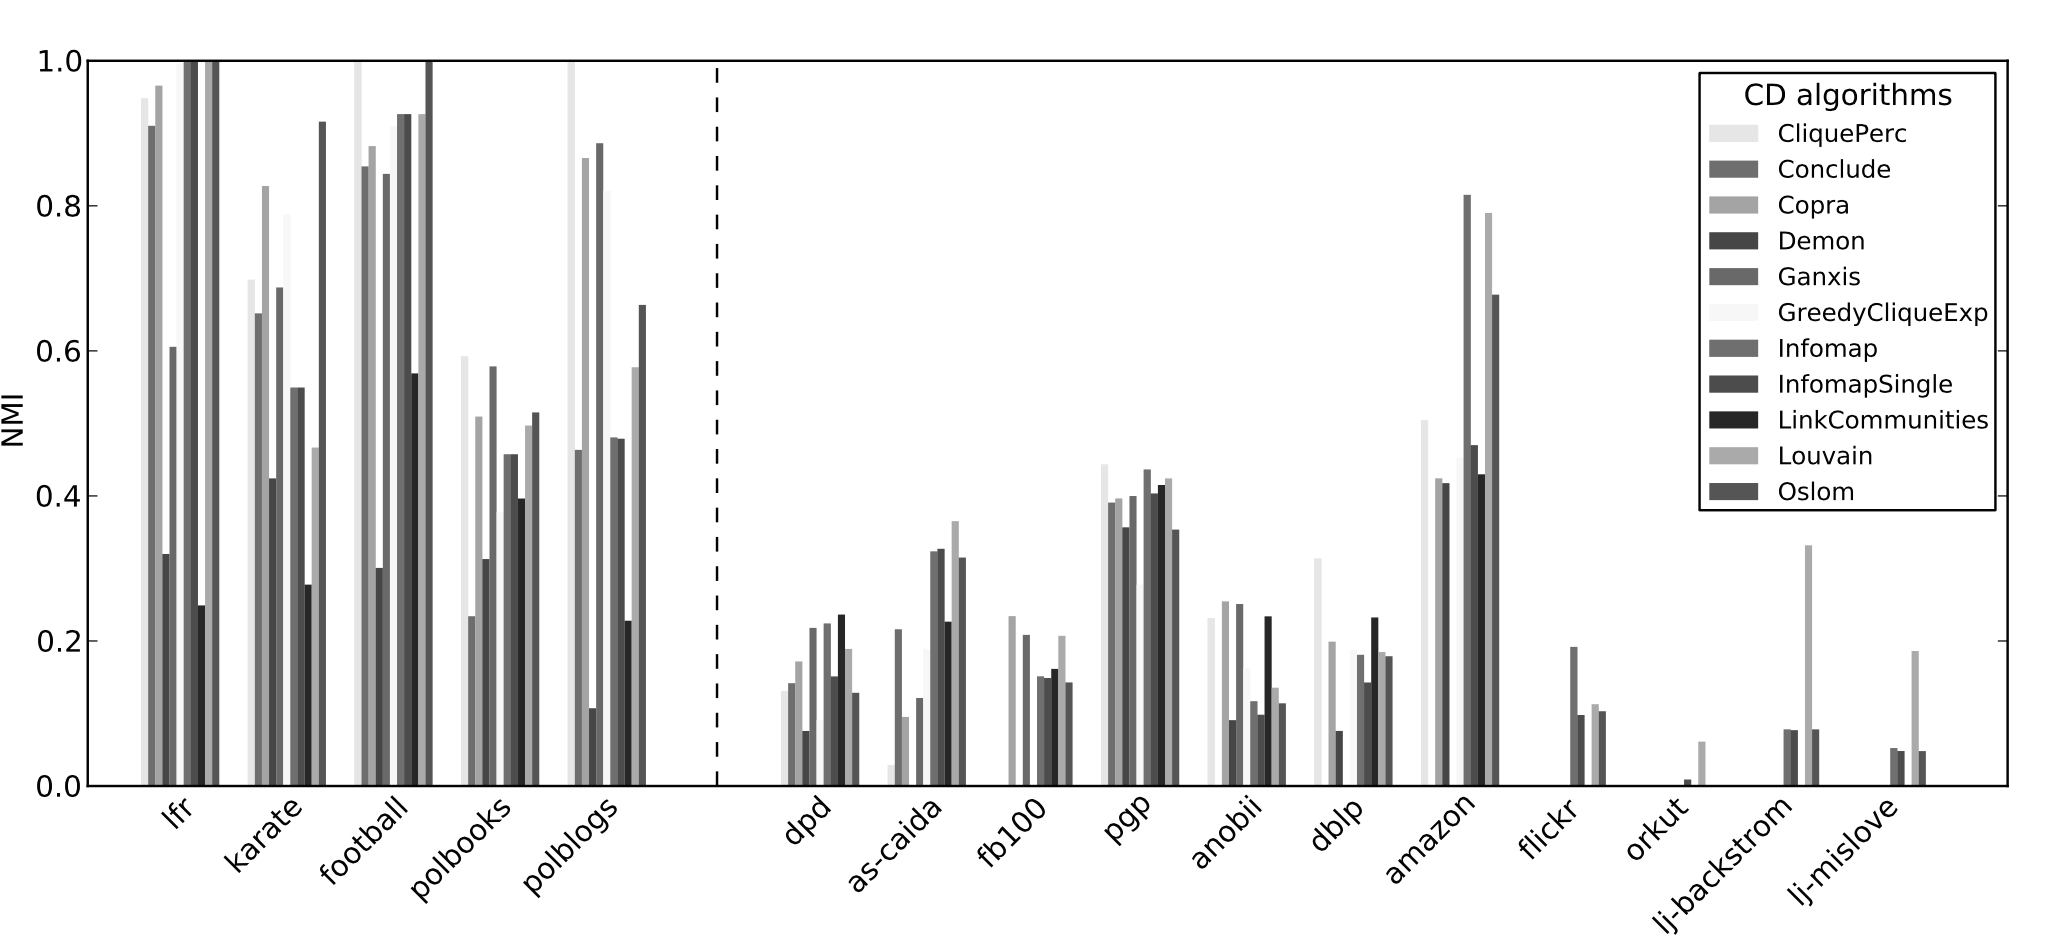 1.0
0.8
0.6
0.4
0.2
0.0
NMI
CD algorithms
CliquePerc
Conclude
Copra
Demon
Ganxis
GreedyCliqueExp
Infomap
InfomapSingle
LinkCommunities
Louvain
Oslom
lfr
karate
football
polbooks
polblogs
dpd
as-caida
fb100
pgp
anobii
dblp
amazon
flickr
orkut
lj-backstrom
lj-mislove